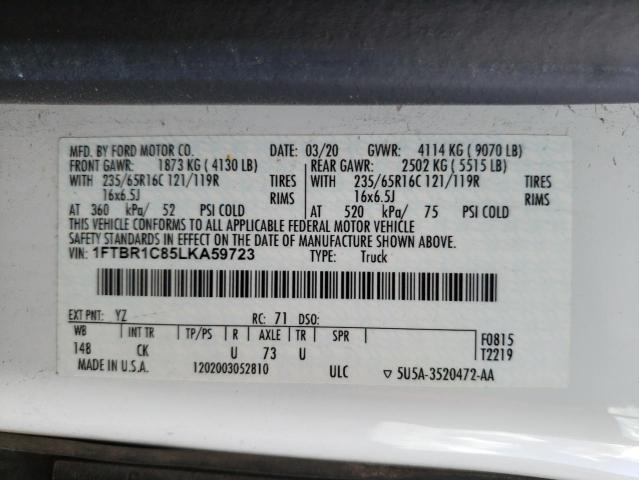 MFD. BY FORD MOTOR CO. DATE: 03/20 GVWR: 4114 KG (9070 LB)
FRONT GAWR: 1873 KG (4130 LB) REAR GAWR: 2502 KG (5515 LB)
WITH 235/65R16C 121/119R TIRES WITH 235/65R16C 121/119R TIRES
16x6.5J RIMS 16x6.5J RIMS
AT 360 kPa/ 52 PSI COLD AT 520 kPa/ 75 PSI COLD
THIS VEHICLE CONFORMS TO ALL APPLICABLE FEDERAL MOTOR VEHICLE
SAFETY STANDARDS IN EFFECT ON THE DATE OF MANUFACTURE SHOWN ABOVE.
VIN: 1FTBR1C85LKA59723 TYPE: Truck
EXT PNT: YZ RC: 71 DSO:
WB INT TR TP/PS R AXLE TR SPR F0815
148 CK U 73 U T2219
MADE IN U.S.A. 1202003052810 ULC ▽ 5U5A-3520472-AA